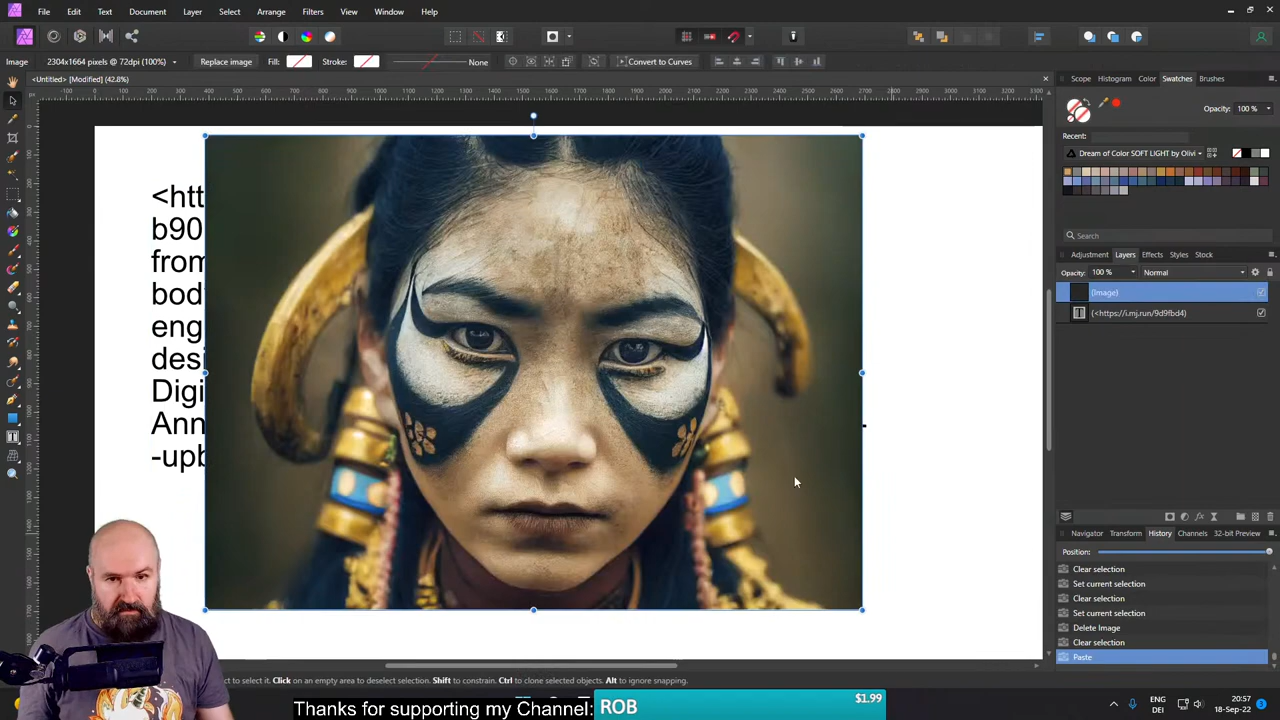 File Edit Text Document Layer Select Arrange Filters View Window Help
Image 2304x1664 pixels @ 72dpi (100%) Replace image Fill: Stroke: None Convert to Curves
<Untitled> [Modified] (42.8%)
Scope Histogram Color Swatches Brushes
Opacity: 100 %
Recent:
Dream of Color SOFT LIGHT by Olivi
Search
Adjustment Layers Effects Styles Stock
Opacity: 100 % Normal
(Image)
(<https://i.mj.run/9d9fbd4)
<htt
b90
from
body
eng
desi
Digi
Ann
-upb
Navigator Transform History Channels 32-bit Preview
Position:
Clear selection
Set current selection
Clear selection
Set current selection
Delete Image
Clear selection
Paste
ct to select it. Click on an empty area to deselect selection. Shift to constrain. Ctrl to clone selected objects. Alt to ignore snapping.
Thanks for supporting my Channel: ROB $1.99
ENG
DEI
20:57
18-Sep-22